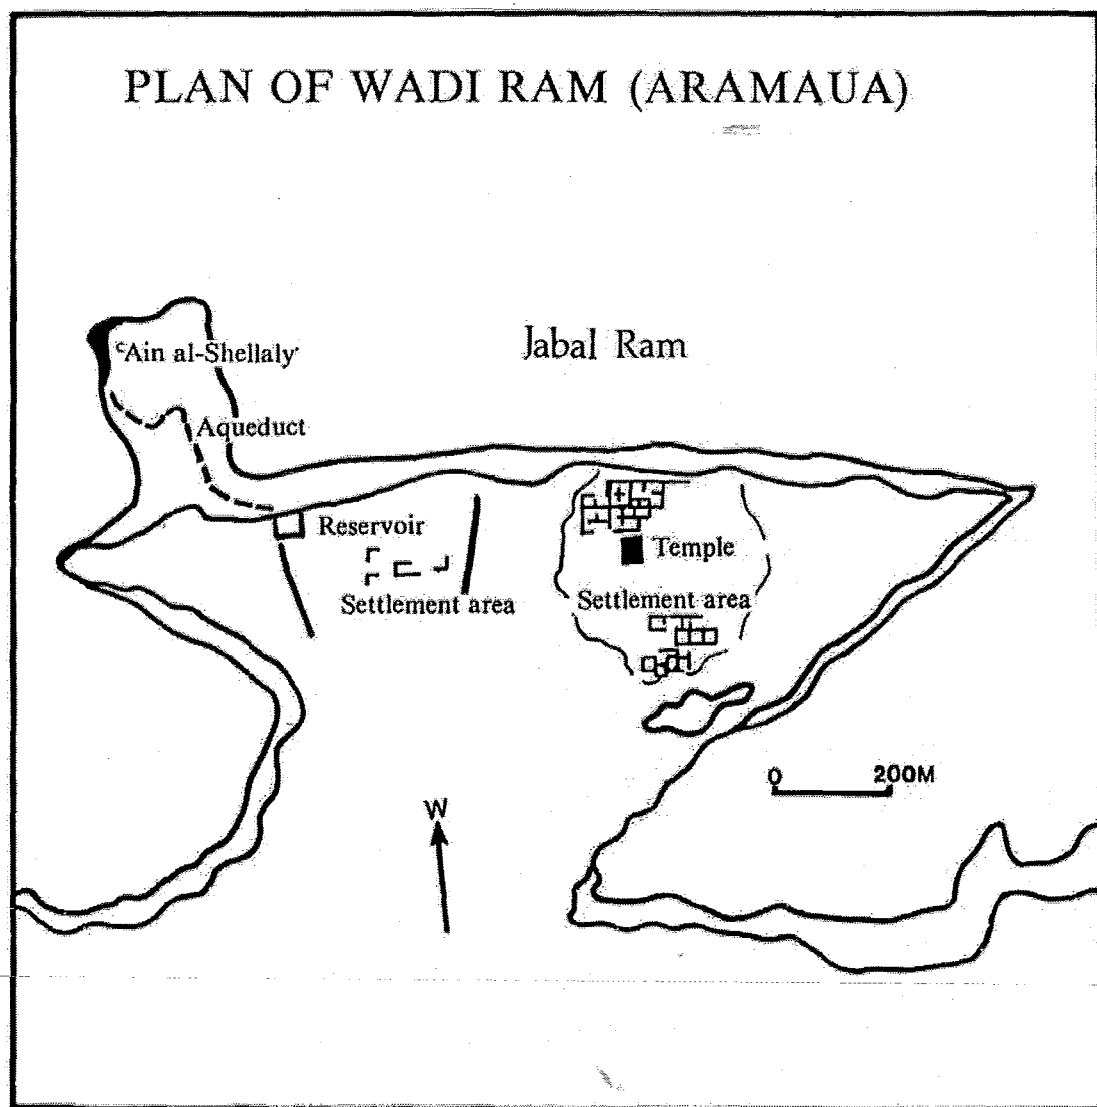 PLAN OF WADI RAM (ARAMAUA)
Jabal Ram
ʿAin al-Shellaly
Aqueduct
Reservoir
Temple
Settlement area
Settlement area
0 200M
W